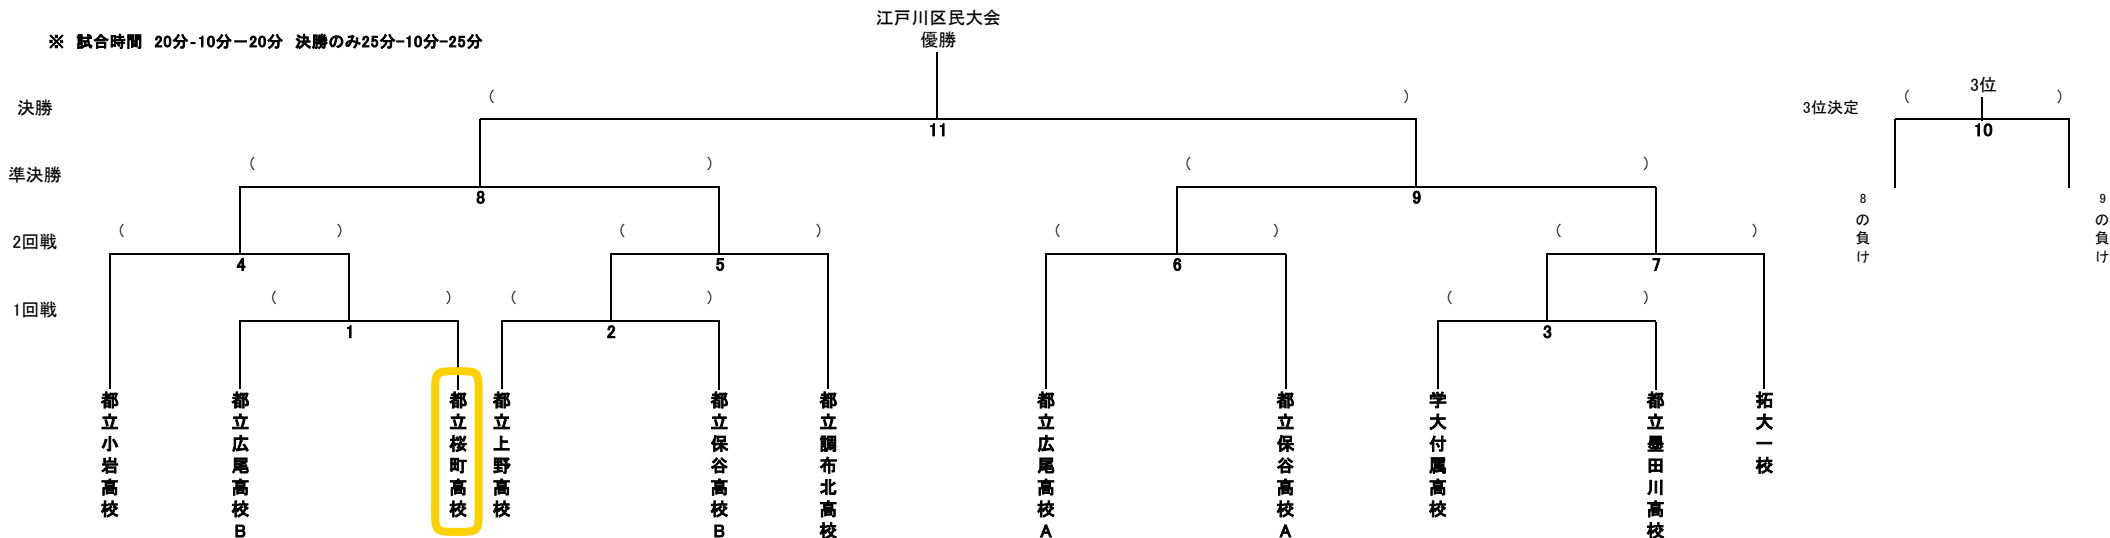 江戸川区民大会
優勝
※ 試合時間 20分-10分ー20分 決勝のみ25分-10分-25分
決勝
( )
11
3位決定
3位
( )
10
準決勝
( )
8
( )
9
8の負け
9の負け
2回戦
( )
4
( )
5
( )
6
( )
7
1回戦
( )
1
( )
2
( )
3
都立小岩高校
都立広尾高校B
都立桜町高校
都立上野高校
都立保谷高校B
都立調布北高校
都立広尾高校A
都立保谷高校A
学大付属高校
都立墨田川高校
拓大一校